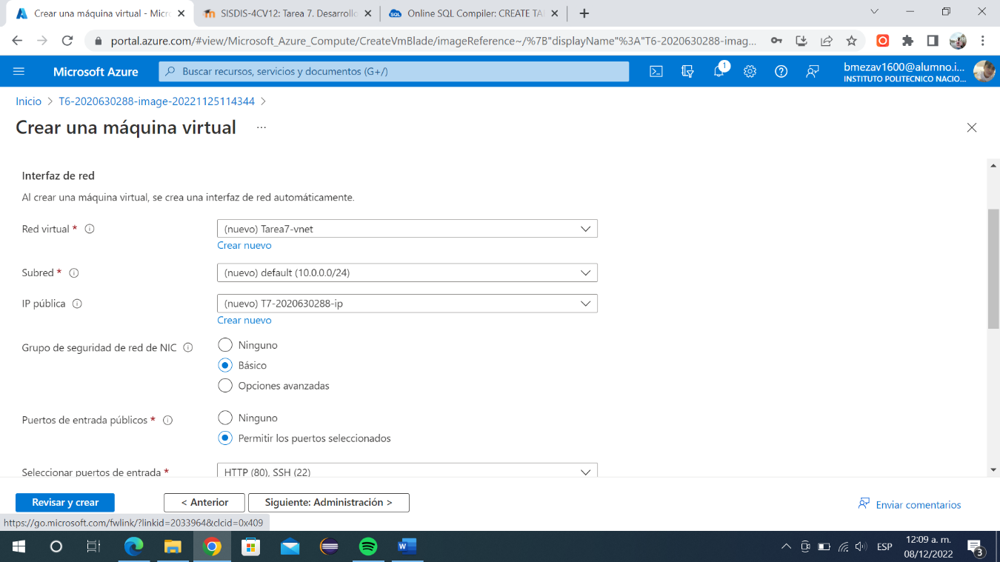 Crear una máquina virtual - Micr
SISDIS-4CV12: Tarea 7. Desarrollo
Online SQL Compiler: CREATE TA
portal.azure.com/#view/Microsoft_Azure_Compute/CreateVmBlade/imageReference~/%7B"displayName"%3A"T6-2020630288-imag...
Microsoft Azure
Buscar recursos, servicios y documentos (G+/)
1
bmezav1600@alumno.i...
INSTITUTO POLITECNICO NACIO...
Inicio > T6-2020630288-image-20221125114344 >
Crear una máquina virtual ...
Interfaz de red
Al crear una máquina virtual, se crea una interfaz de red automáticamente.
Red virtual *
(nuevo) Tarea7-vnet
Crear nuevo
Subred *
(nuevo) default (10.0.0.0/24)
IP pública
(nuevo) T7-2020630288-ip
Crear nuevo
Grupo de seguridad de red de NIC
Ninguno
Básico
Opciones avanzadas
Puertos de entrada públicos *
Ninguno
Permitir los puertos seleccionados
Seleccionar puertos de entrada *
HTTP (80), SSH (22)
Revisar y crear
< Anterior
Siguiente: Administración >
Enviar comentarios
https://go.microsoft.com/fwlink/?linkid=2033964&clcid=0x409
ESP
12:09 a. m.
08/12/2022
3